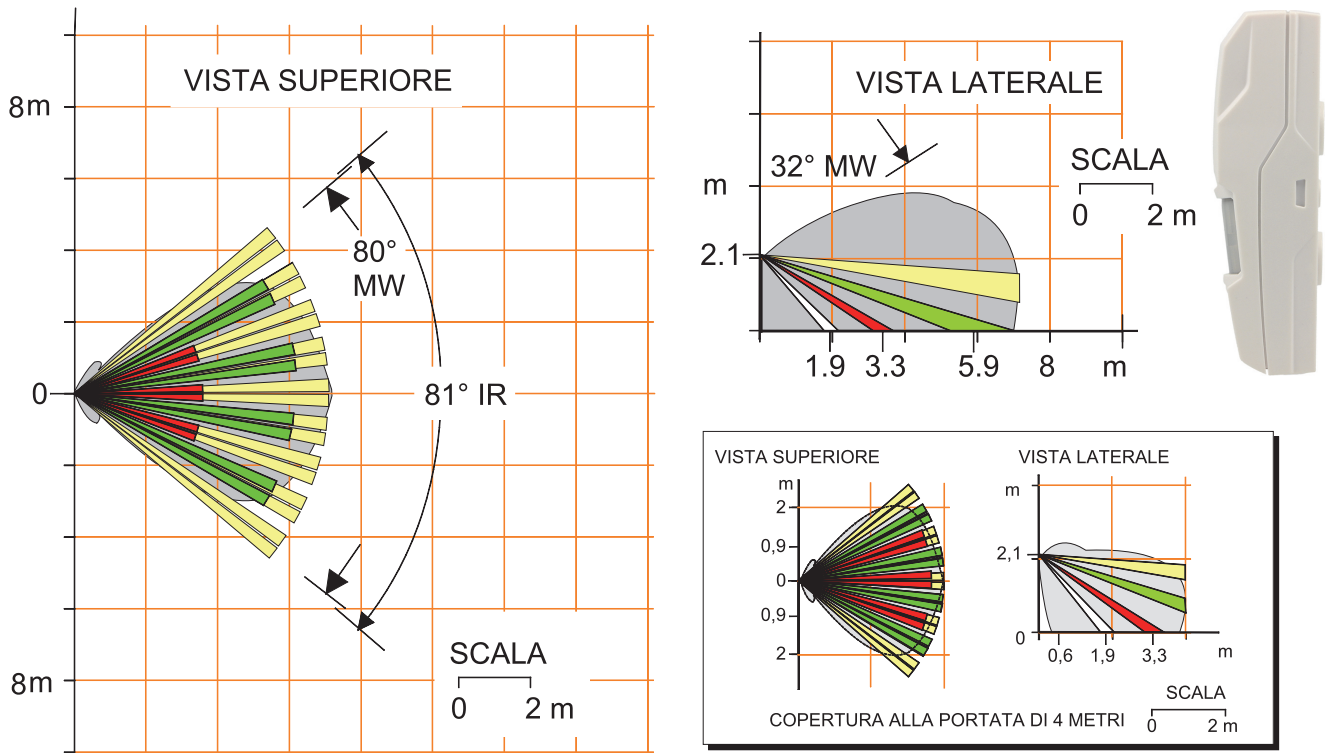 VISTA SUPERIORE
8m
0
8m
80°
MW
81° IR
SCALA
0 2 m
VISTA LATERALE
32° MW
SCALA
0 2 m
m
2.1
1.9 3.3 5.9 8 m
VISTA SUPERIORE
m
2
0,9
0
0,9
2
VISTA LATERALE
m
2,1
0
0,6 1,9 3,3 m
SCALA
0 2 m
COPERTURA ALLA PORTATA DI 4 METRI